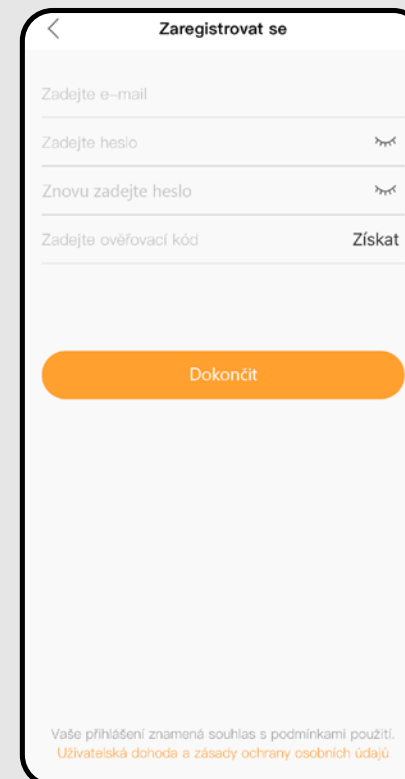 Zaregistrovat se
Zadejte e-mail
Zadejte heslo
Znovu zadejte heslo
Zadejte ověřovací kód Získat
Dokončit
Vaše přihlášení znamená souhlas s podmínkami použití.
Uživatelská dohoda a zásady ochrany osobních údajů